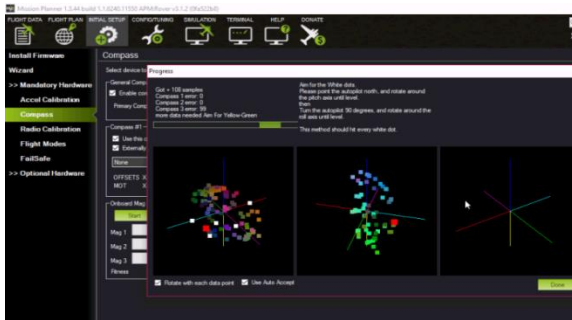 Mission Planner 1.3.44 build 1.1.6240.11550 APM:Rover v3.1.2 (9fa322b8)
FLIGHT DATA FLIGHT PLAN INITIAL SETUP CONFIG/TUNING SIMULATION TERMINAL HELP DONATE
Install Firmware
Wizard
>> Mandatory Hardware
Accel Calibration
Compass
Radio Calibration
Flight Modes
FailSafe
>> Optional Hardware
Compass
Select device to
General Comp
Enable com
Primary Comp
Compass #1
Use this c
Externally
None
OFFSETS X
MOT X
Onboard Mag
Start
Mag 1
Mag 2
Mag 3
Fitness
Progress
Got + 108 samples
Compass 1 error: 0
Compass 2 error: 0
Compass 3 error: 99
more data needed Aim For Yellow-Green
Aim for the White dots.
Please point the autopilot north, and rotate around
the pitch axis until level.
then
Turn the autopilot 90 degrees, and rotate around the
roll axis until level.
This method should hit every white dot.
Rotate with each data point
Use Auto Accept
Done